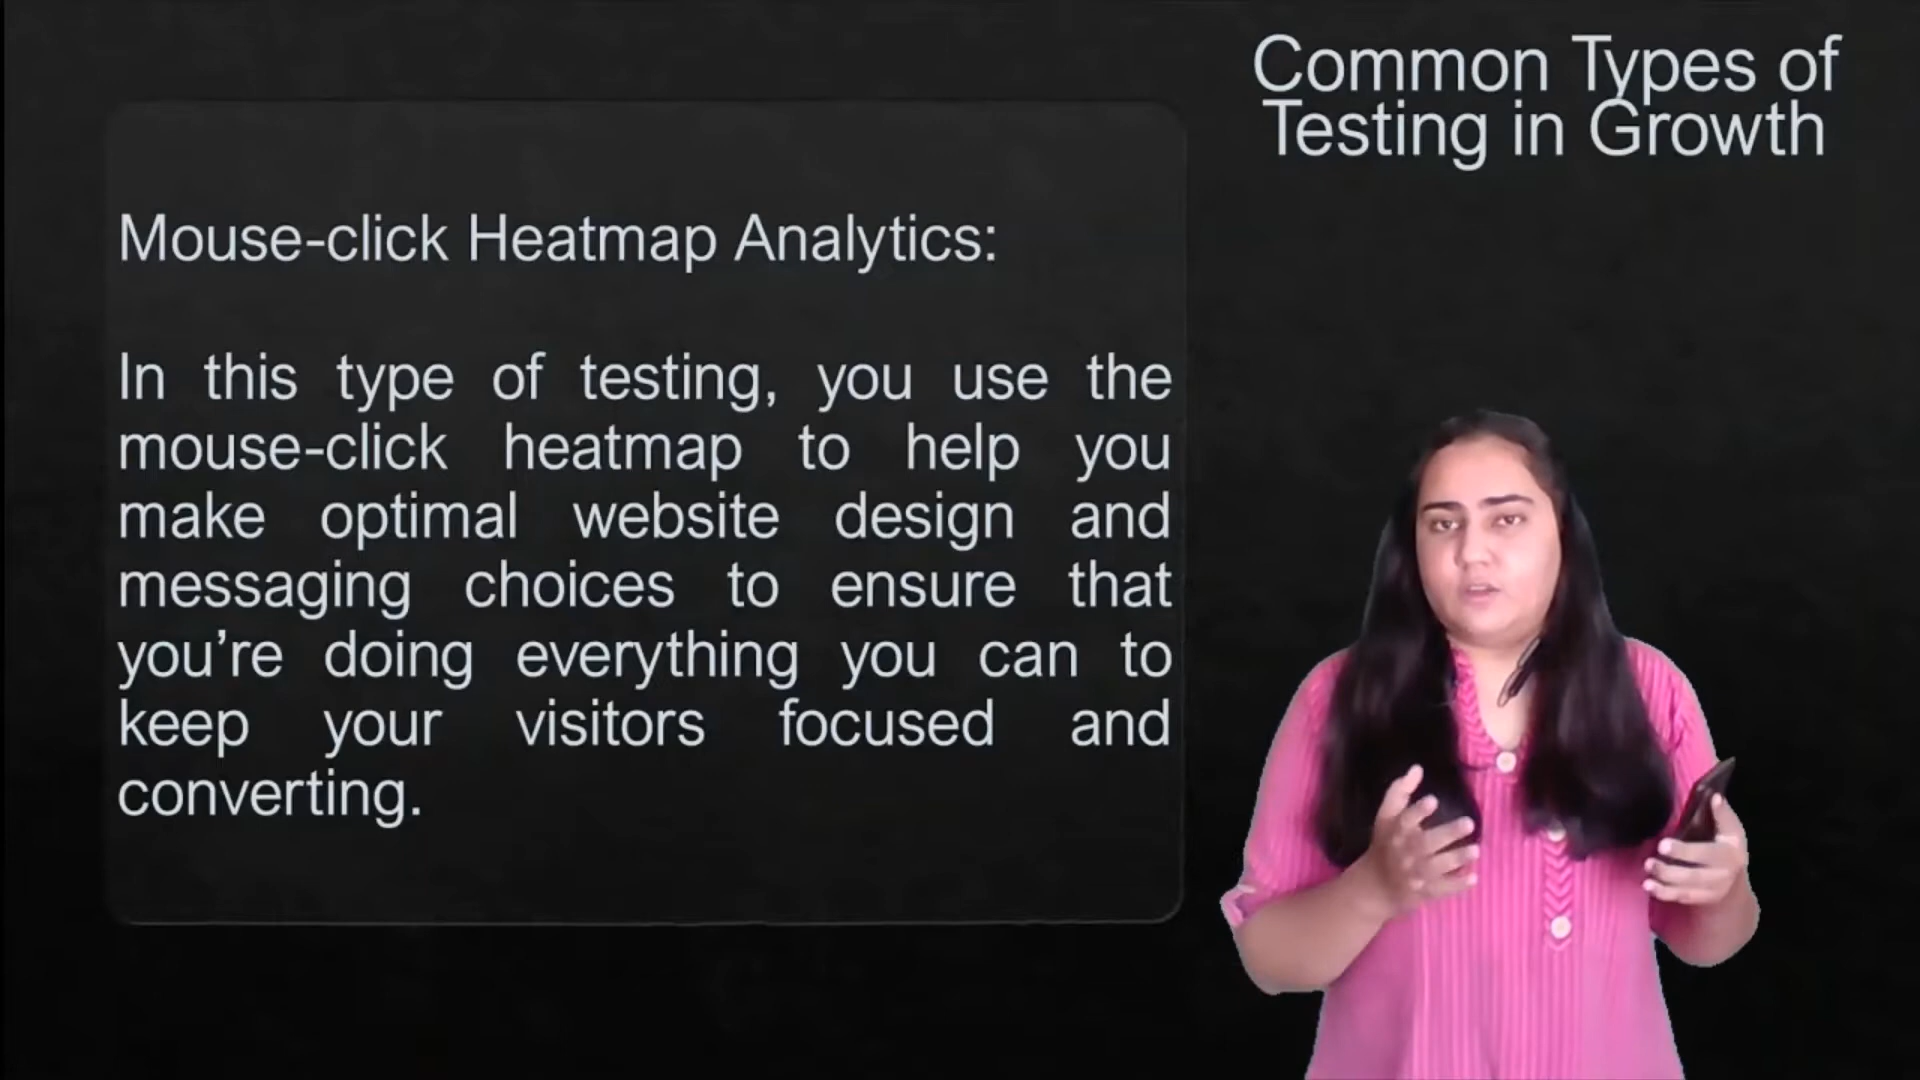 Common Types of
Testing in Growth
Mouse-click Heatmap Analytics:
In this type of testing, you use the
mouse-click heatmap to help you
make optimal website design and
messaging choices to ensure that
you’re doing everything you can to
keep your visitors focused and
converting.